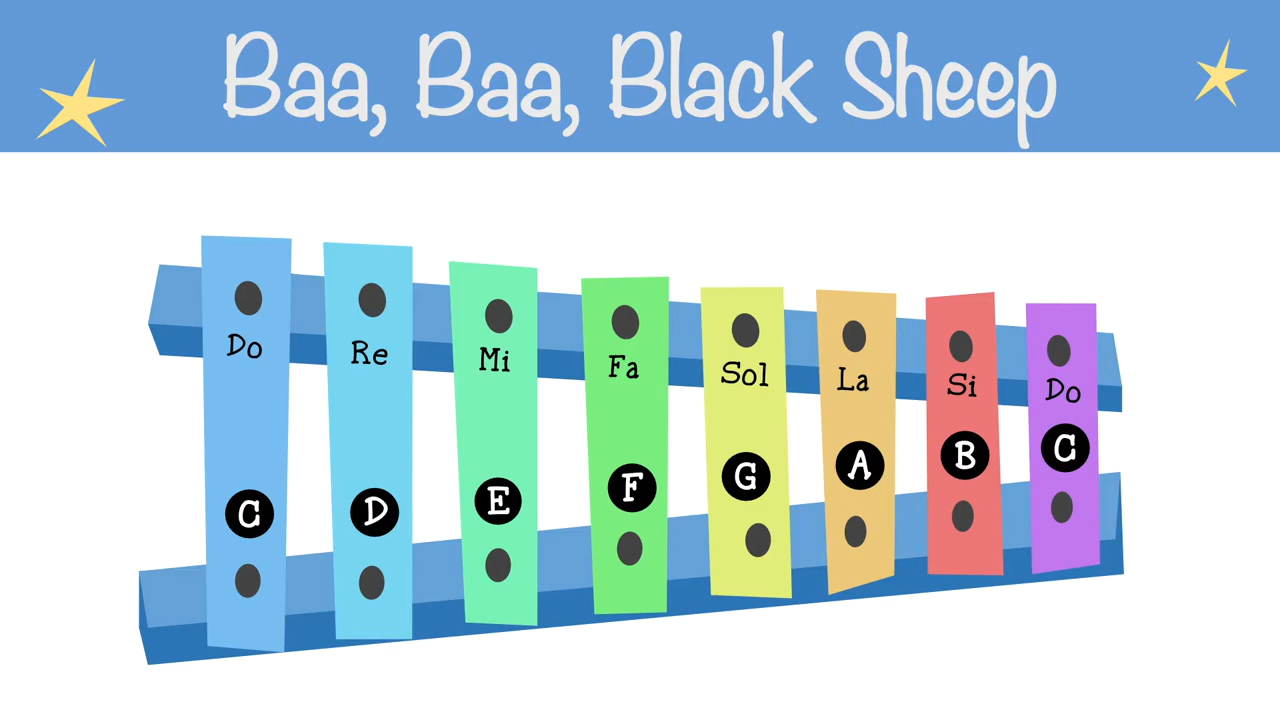 Baa, Baa, Black Sheep
Do Re Mi Fa Sol La Si Do
C D E F G A B C